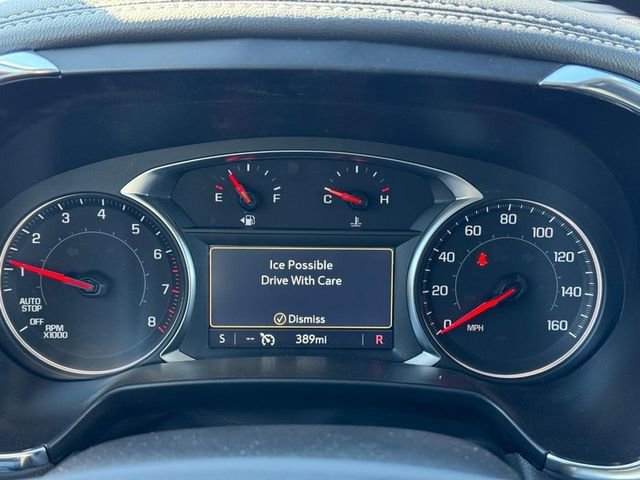 E F
C H
1 2 3 4 5 6 7 8
AUTO
STOP
OFF
RPM
X1000
Ice Possible
Drive With Care
Dismiss
S -- 389mi R
0 20 40 60 80 100 120 140 160
MPH